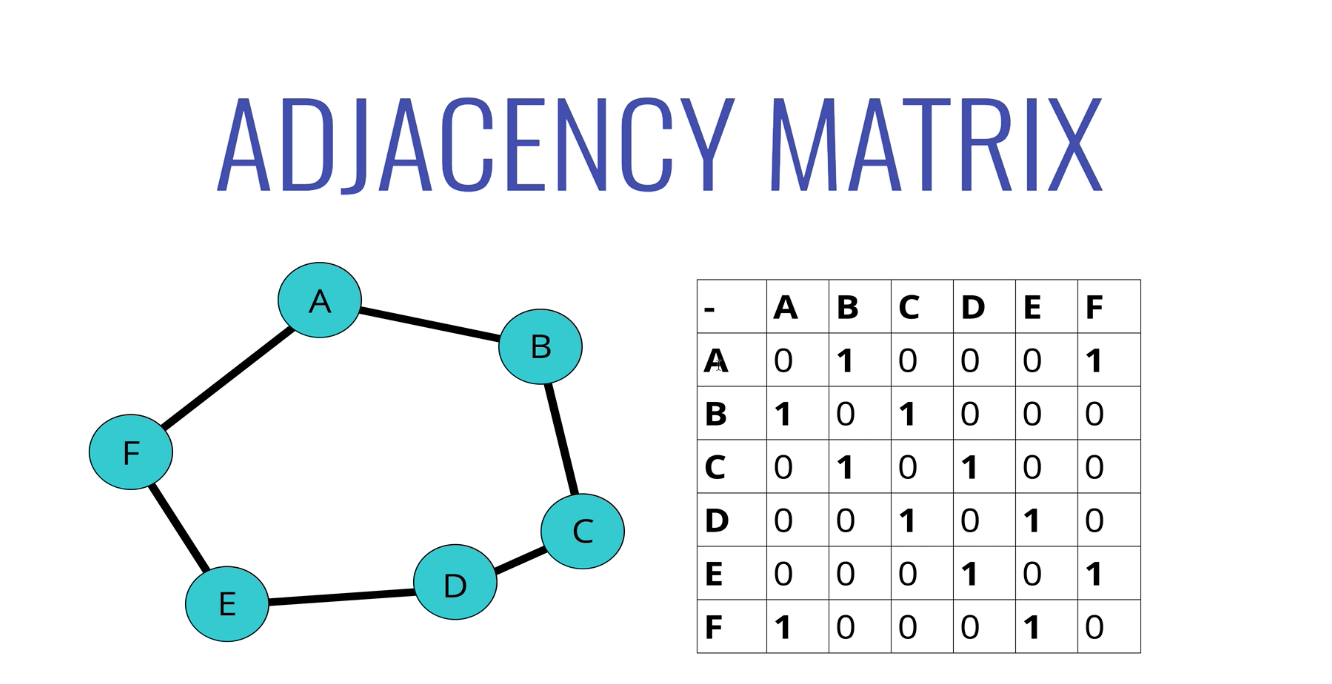 ADJACENCY MATRIX
A
B
F
C
D
E
- A B C D E F
A 0 1 0 0 0 1
B 1 0 1 0 0 0
C 0 1 0 1 0 0
D 0 0 1 0 1 0
E 0 0 0 1 0 1
F 1 0 0 0 1 0